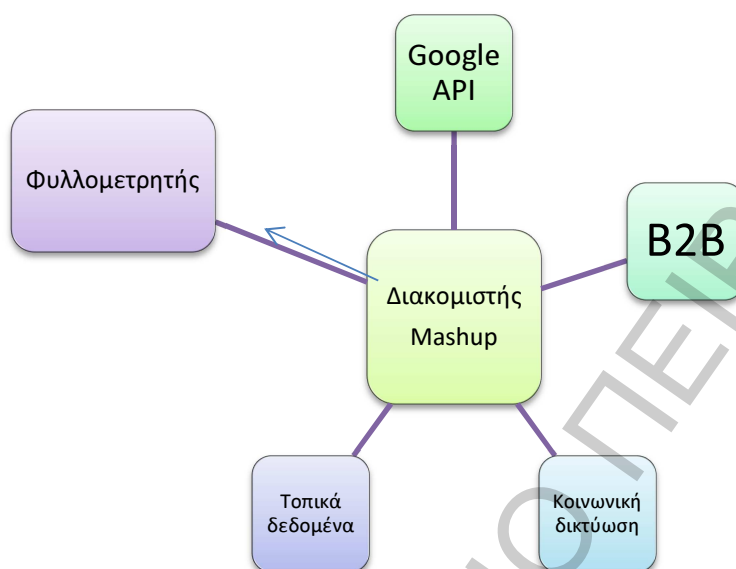 Google
API
Φυλλομετρητής
B2B
Διακομιστής
Mashup
Τοπικά
δεδομένα
Κοινωνική
δικτύωση